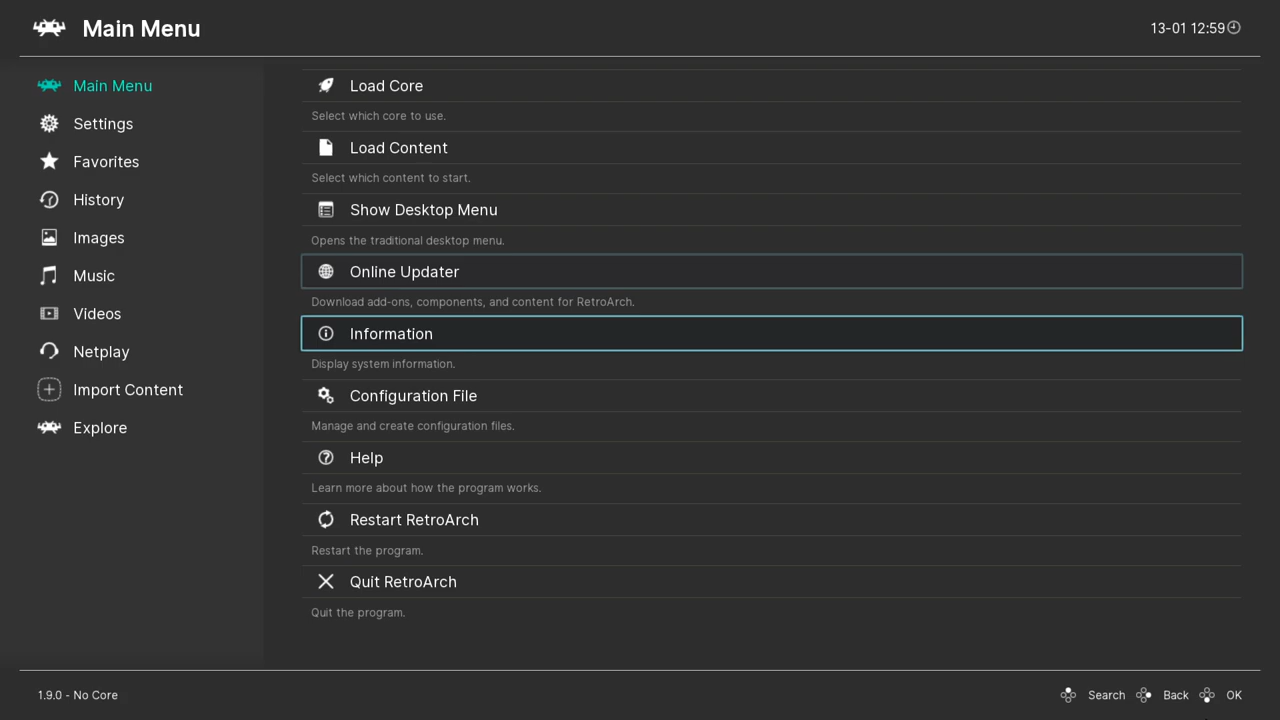 Main Menu
13-01 12:59
Main Menu
Settings
Favorites
History
Images
Music
Videos
Netplay
Import Content
Explore
Load Core
Select which core to use.
Load Content
Select which content to start.
Show Desktop Menu
Opens the traditional desktop menu.
Online Updater
Download add-ons, components, and content for RetroArch.
Information
Display system information.
Configuration File
Manage and create configuration files.
Help
Learn more about how the program works.
Restart RetroArch
Restart the program.
Quit RetroArch
Quit the program.
1.9.0 - No Core
Search Back OK